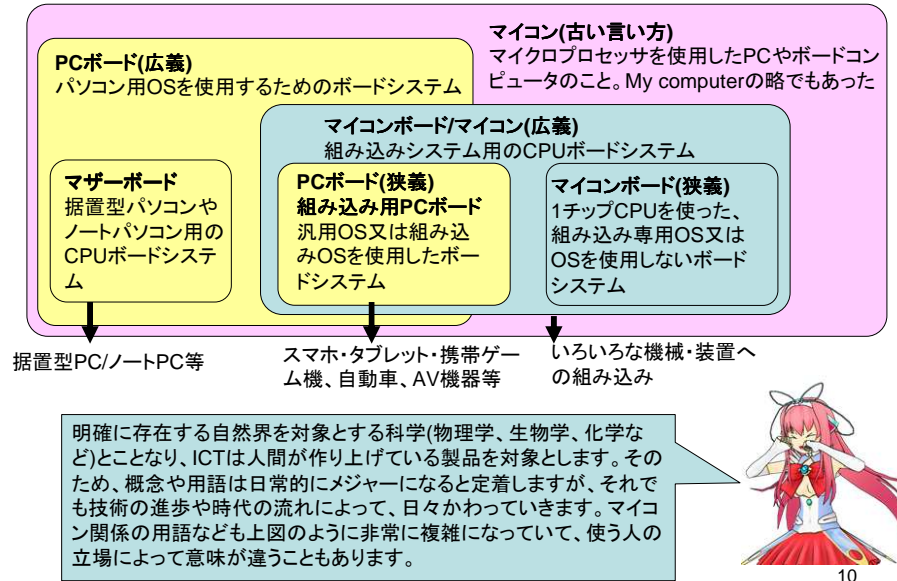 マイコン(古い言い方)
マイクロプロセッサを使用したPCやボードコン
ピュータのこと。My computerの略でもあった
PCボード(広義)
パソコン用OSを使用するためのボードシステム
マイコンボード/マイコン(広義)
組み込みシステム用のCPUボードシステム
マザーボード
据置型パソコンや
ノートパソコン用の
CPUボードシステ
ム
PCボード(狭義)
組み込み用PCボード
汎用OS又は組込
みOSを使用したボー
ドシステム
マイコンボード(狭義)
1チップCPUを使った、
組み込み専用OS又は
OSを使用しないボード
システム
据置型PC/ノートPC等
スマホ・タブレット・携帯ゲー
ム機、自動車、AV機器等
いろいろな機械・装置へ
の組み込み
明確に存在する自然界を対象とする科学(物理学、生物学、化学な
ど)とことなり、ICTは人間が作り上げている製品を対象とします。その
ため、概念や用語は日常的にメジャーになると定着しますが、それで
も技術の進歩や時代の流れによって、日々かわっていきます。マイコ
ン関係の用語なども上図のように非常に複雑になっていて、使う人の
立場によって意味が違うこともあります。
10